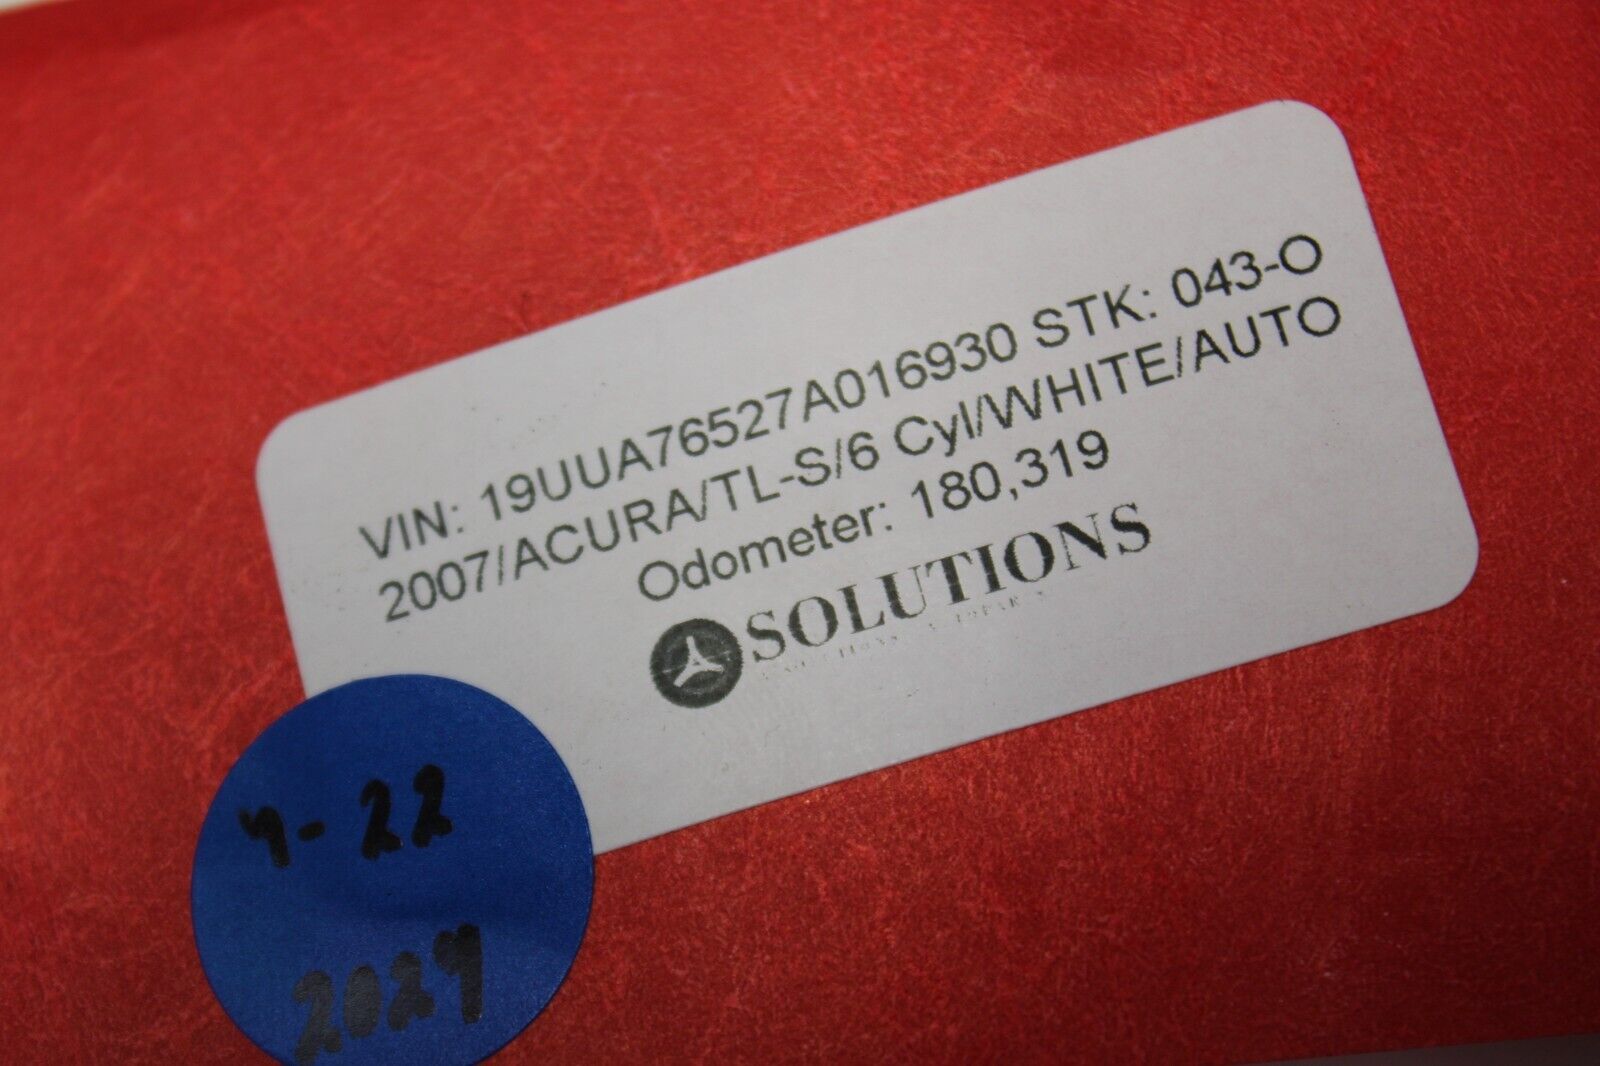 VIN: 19UUA76527A016930 STK: 043-O
2007/ACURA/TL-S/6 Cyl/WHITE/AUTO
Odometer: 180,319
SOLUTIONS
4-22
2024